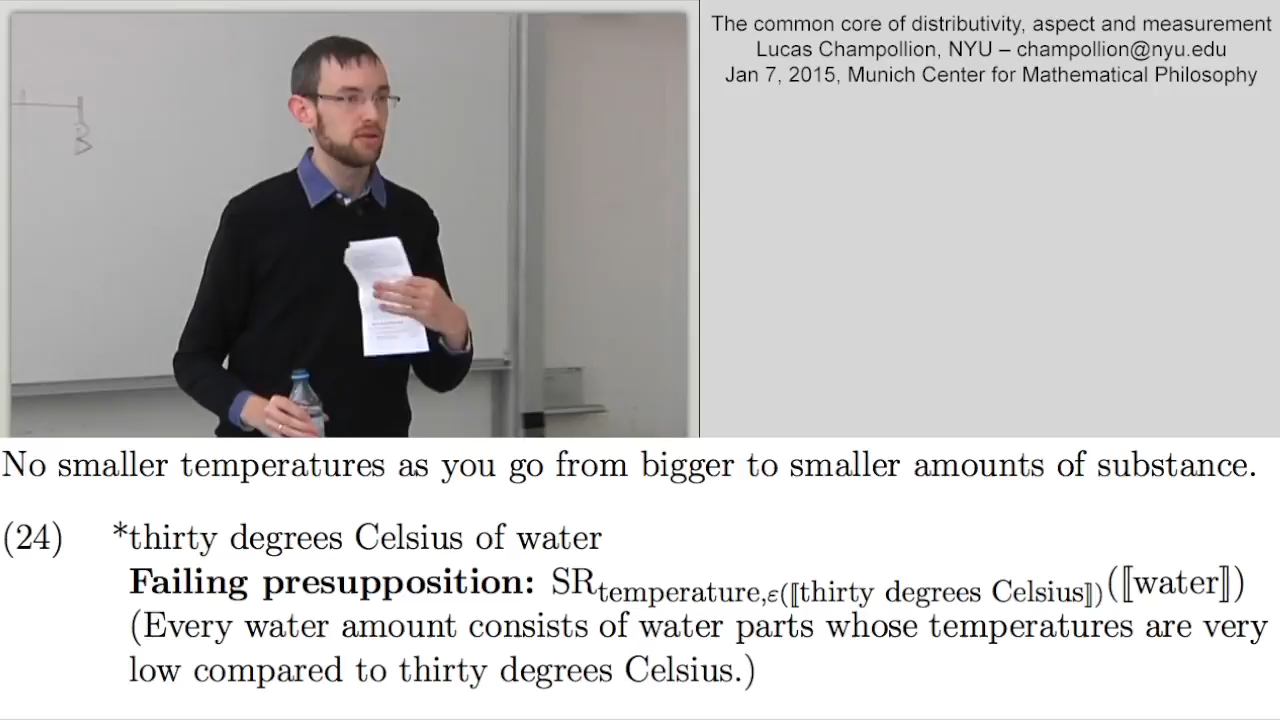 The common core of distributivity, aspect and measurement
Lucas Champollion, NYU – champollion@nyu.edu
Jan 7, 2015, Munich Center for Mathematical Philosophy
B
No smaller temperatures as you go from bigger to smaller amounts of substance.
(24) *thirty degrees Celsius of water
Failing presupposition: SR_temperature,ε(⟦thirty degrees Celsius⟧)(⟦water⟧)
(Every water amount consists of water parts whose temperatures are very
low compared to thirty degrees Celsius.)